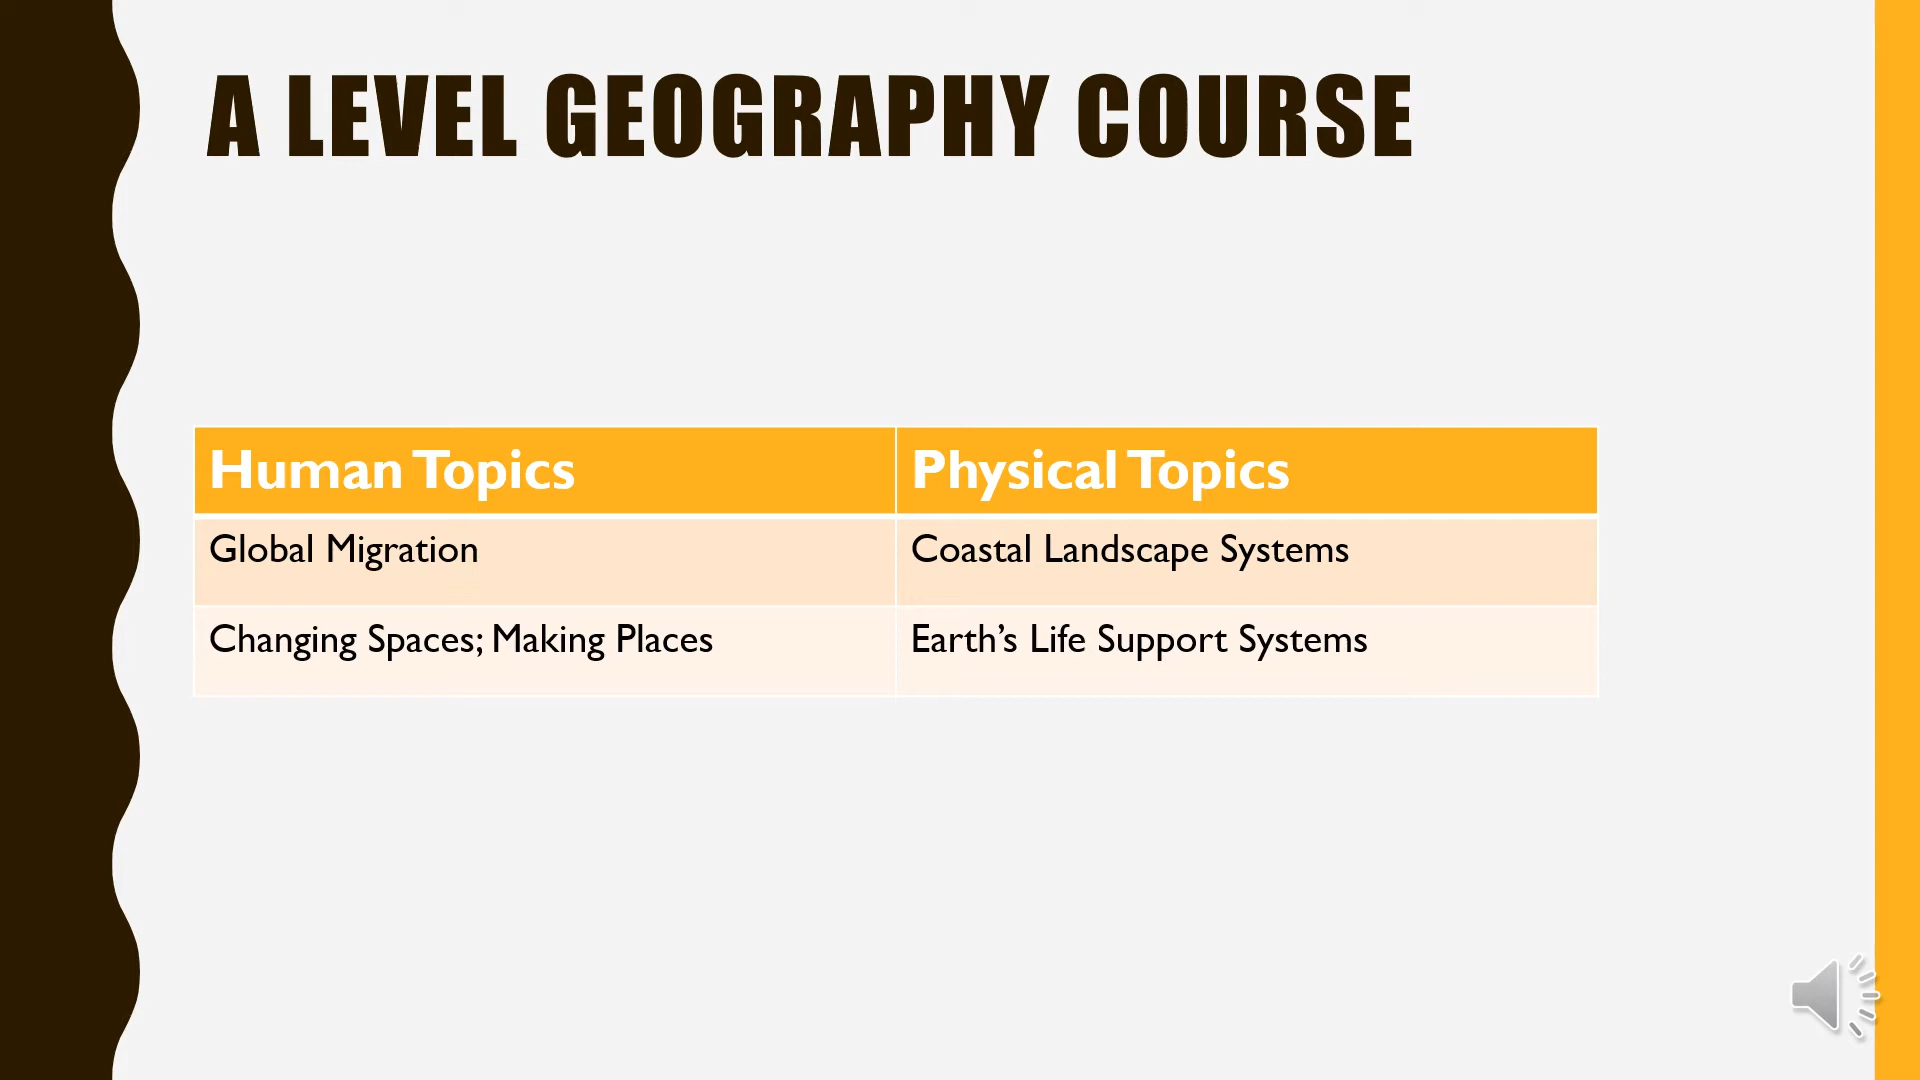 A LEVEL GEOGRAPHY COURSE
Human Topics
Physical Topics
Global Migration
Coastal Landscape Systems
Changing Spaces; Making Places
Earth’s Life Support Systems